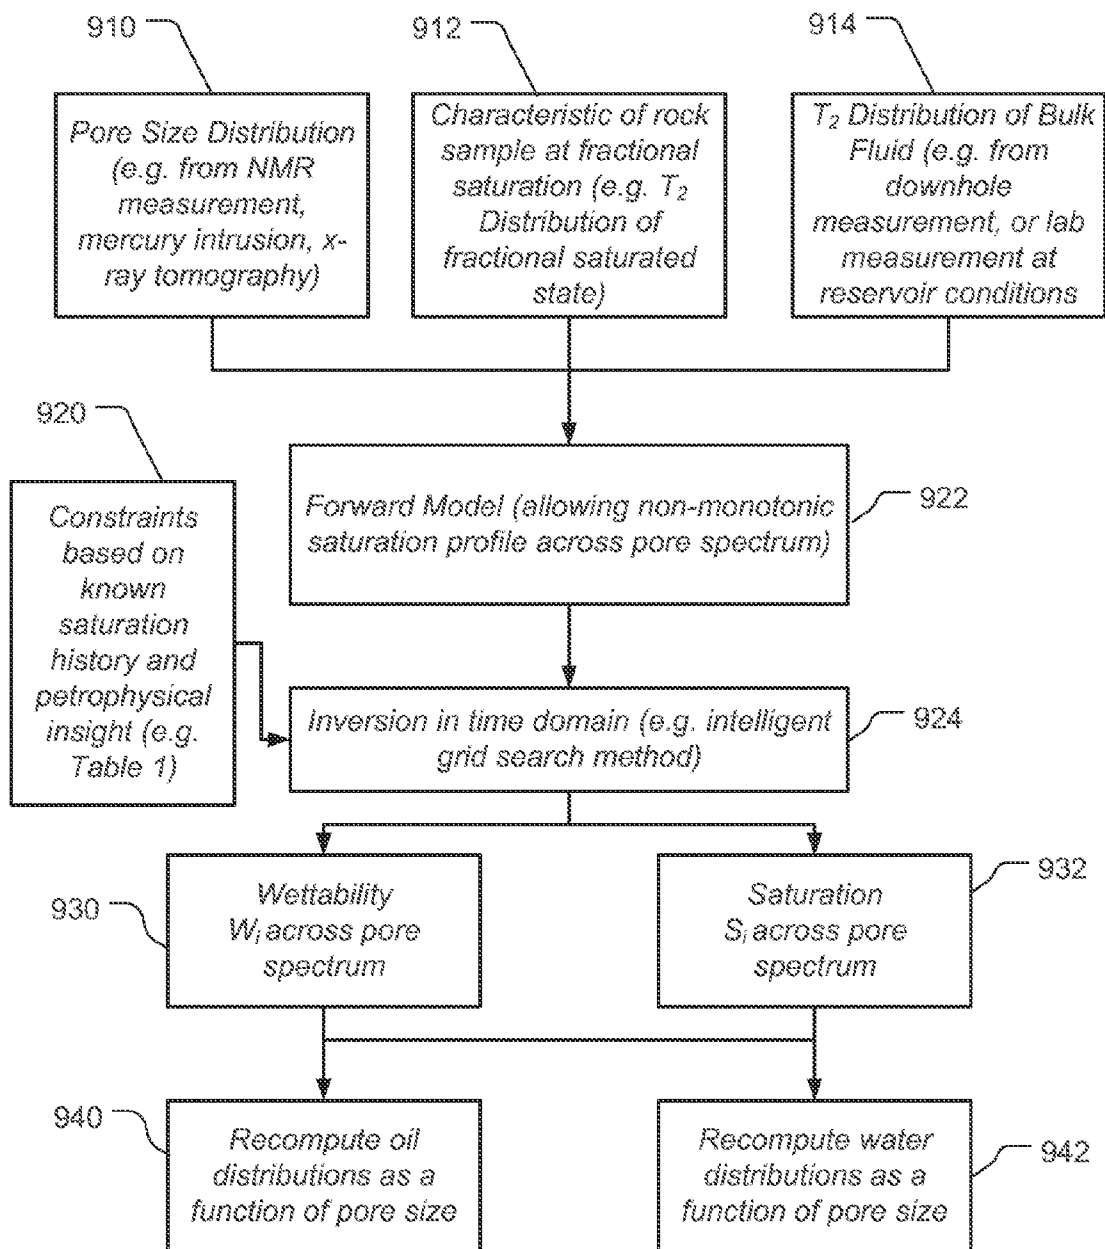 910
912
914
Pore Size Distribution
(e.g. from NMR
measurement,
mercury intrusion, x-
ray tomography)
Characteristic of rock
sample at fractional
saturation (e.g. T₂
Distribution of
fractional saturated
state)
T₂ Distribution of Bulk
Fluid (e.g. from
downhole
measurement, or lab
measurement at
reservoir conditions
920
Constraints
based on
known
saturation
history and
petrophysical
insight (e.g.
Table 1)
Forward Model (allowing non-monotonic
saturation profile across pore spectrum)
922
Inversion in time domain (e.g. intelligent
grid search method)
924
930
Wettability
Wᵢ across pore
spectrum
Saturation
Sᵢ across pore
spectrum
932
940
Recompute oil
distributions as a
function of pore size
Recompute water
distributions as a
function of pore size
942